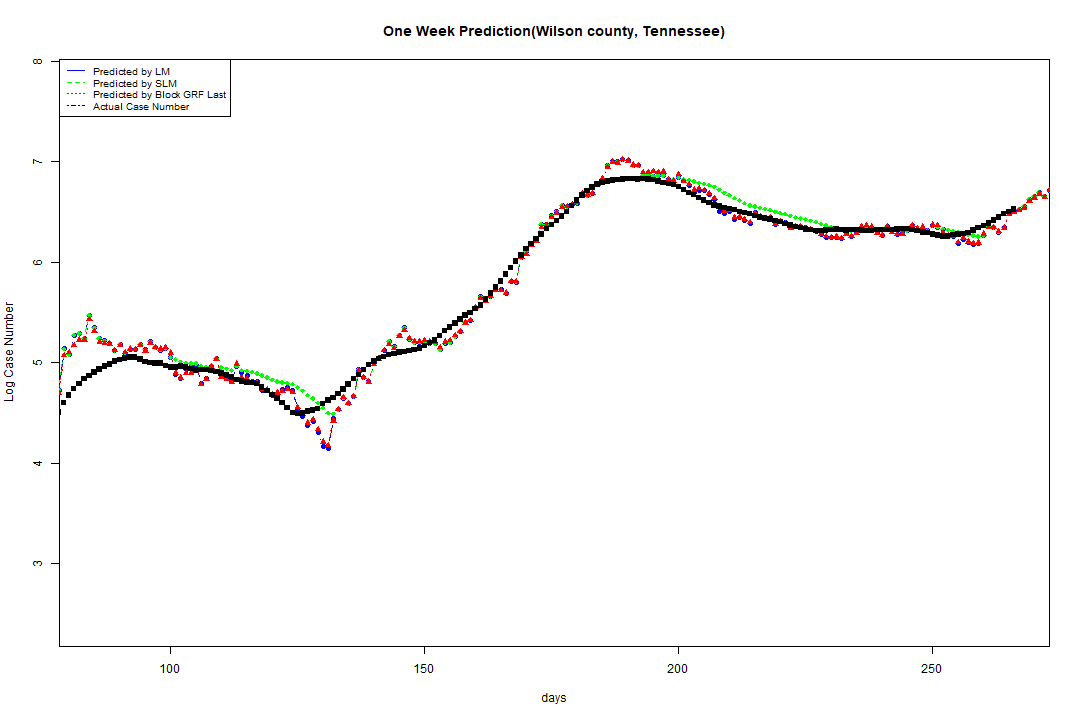 One Week Prediction(Wilson county, Tennessee)
Predicted by LM
Predicted by SLM
Predicted by Block GRF Last
Actual Case Number
8
7
6
5
4
3
Log Case Number
100 150 200 250
days